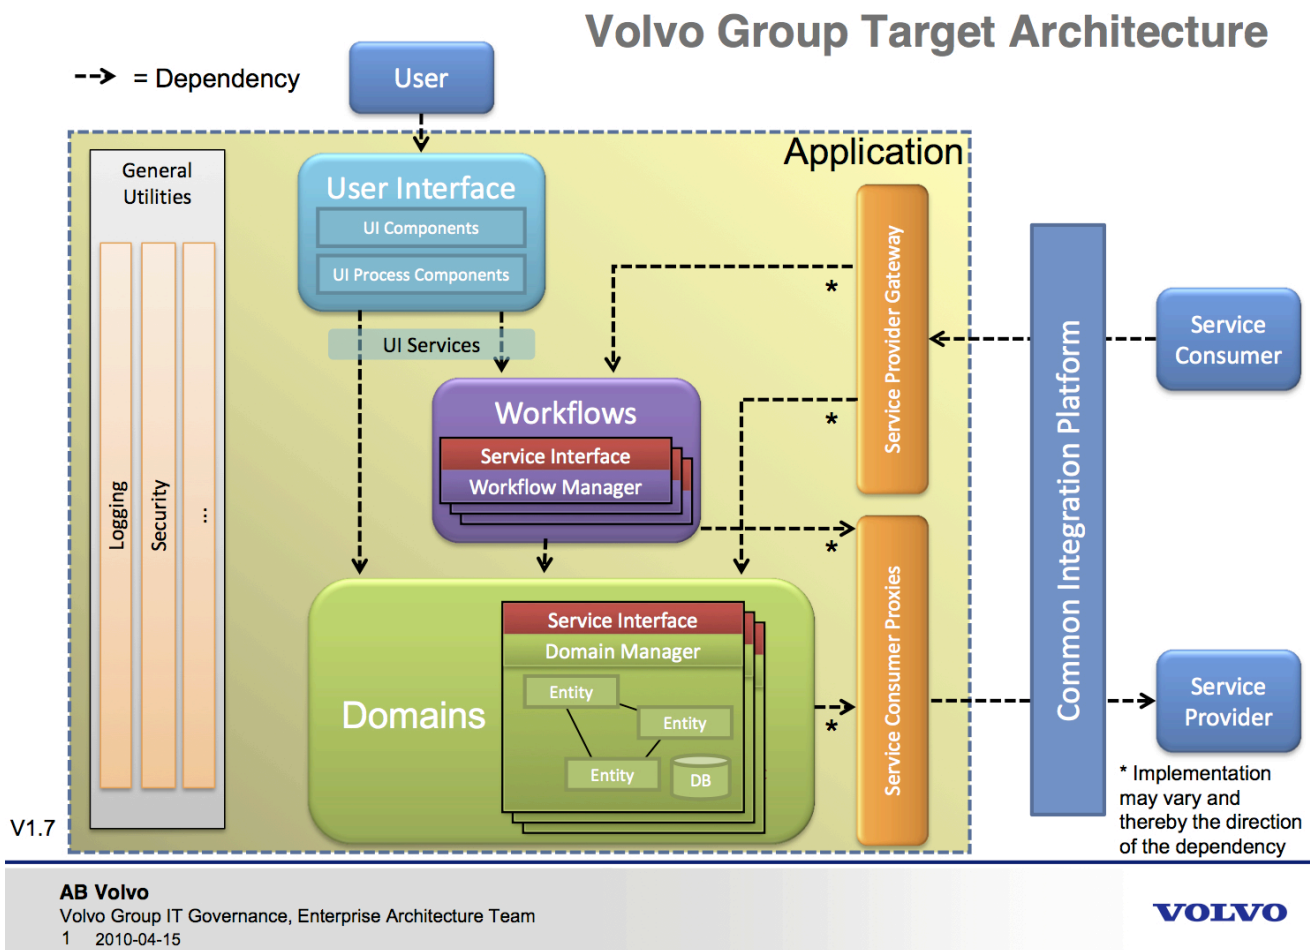 Volvo Group Target Architecture
= Dependency
User
Application
General
Utilities
Logging
Security
...
User Interface
UI Components
UI Process Components
UI Services
Workflows
Service Interface
Workflow Manager
Domains
Service Interface
Domain Manager
Entity
Entity
Entity
DB
*
*
*
*
Service Provider Gateway
Service Consumer Proxies
Common Integration Platform
Service
Consumer
Service
Provider
* Implementation
may vary and
thereby the direction
of the dependency
V1.7
AB Volvo
Volvo Group IT Governance, Enterprise Architecture Team
1 2010-04-15
VOLVO